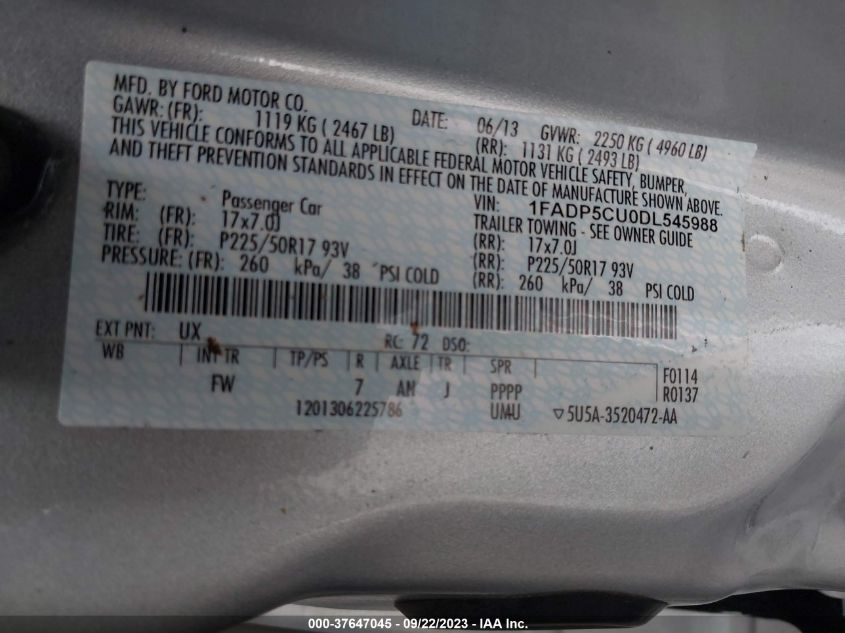 MFD. BY FORD MOTOR CO.
DATE: 06/13 GVWR: 2250 KG ( 4960 LB)
GAWR: (FR): 1119 KG ( 2467 LB) (RR): 1131 KG ( 2493 LB)
THIS VEHICLE CONFORMS TO ALL APPLICABLE FEDERAL MOTOR VEHICLE SAFETY, BUMPER,
AND THEFT PREVENTION STANDARDS IN EFFECT ON THE DATE OF MANUFACTURE SHOWN ABOVE.
VIN: 1FADP5CU0DL545988
TYPE: Passenger Car TRAILER TOWING - SEE OWNER GUIDE
RIM: (FR): 17x7.0J (RR): 17x7.0J
TIRE: (FR): P225/50R17 93V (RR): P225/50R17 93V
PRESSURE: (FR): 260 kPa/ 38 PSI COLD (RR): 260 kPa/ 38 PSI COLD
EXT PNT: UX RC: 72 DSO:
WB INT TR TP/PS R AXLE TR SPR F0114
FW 7 AN J PPPP R0137
1201306225786 UMU ▽5U5A-3520472-AA
000-37647045 - 09/22/2023 - IAA Inc.